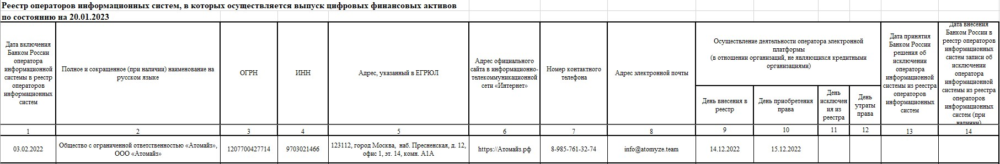 Реестр операторов информационных систем, в которых осуществляется выпуск цифровых финансовых активов
по состоянию на 20.01.2023
Дата включения
Банком России
оператора
информационной
системы в реестр
операторов
информационных
систем
Полное и сокращенное (при наличии) наименование на
русском языке
ОГРН
ИНН
Адрес, указанный в ЕГРЮЛ
Адрес официального
сайта в информационно-
телекоммуникационной
сети «Интернет»
Номер контактного
телефона
Адрес электронной почты
Осуществление деятельности оператора электронной
платформы
(в отношении организаций, не являющихся кредитными
организациями)
День внесения в
реестр
День приобретения
права
День
исключен
ия из
реестра
День
утраты
права
Дата принятия
Банком России
решения об
исключении
оператора
информационной
системы из реестра
операторов
информационных
систем
Дата внесения
Банком России в
реестр операторов
информационных
систем записи об
исключении
оператора
информационной
системы из реестра
операторов
информационных
систем (при
наличии)
1 2 3 4 5 6 7 8 9 10 11 12 13 14
03.02.2022
Общество с ограниченной ответственностью «Атомайз»,
ООО «Атомайз»
1207700427714
9703021466
123112, город Москва, наб. Пресненская, д. 12,
офис 1, эт. 14, комн. А1А
https://Атомайз.рф
8-985-761-32-74
info@atomyze.team
14.12.2022
15.12.2022